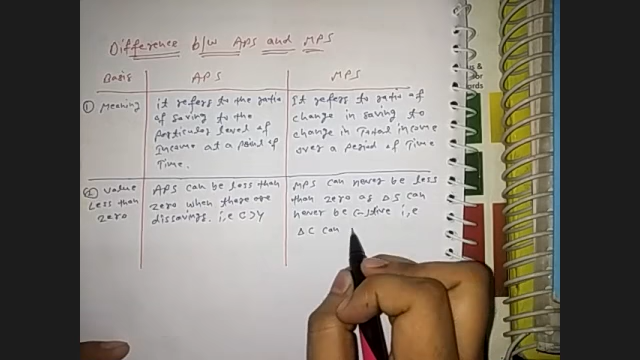 Difference b/w APS and MPS
Basis APS MPS
① Meaning
it refers to the ratio
of saving to the
particular level of
Income at a point of
Time.
It refers to ratio of
change in saving to
change in Total income
over a period of Time
② value
Less than
zero
APS can be less than
zero when there are
dissavings. i,e C>Y
MPS can never be less
than zero as ΔS can
never be (-)tive i,e
ΔC can